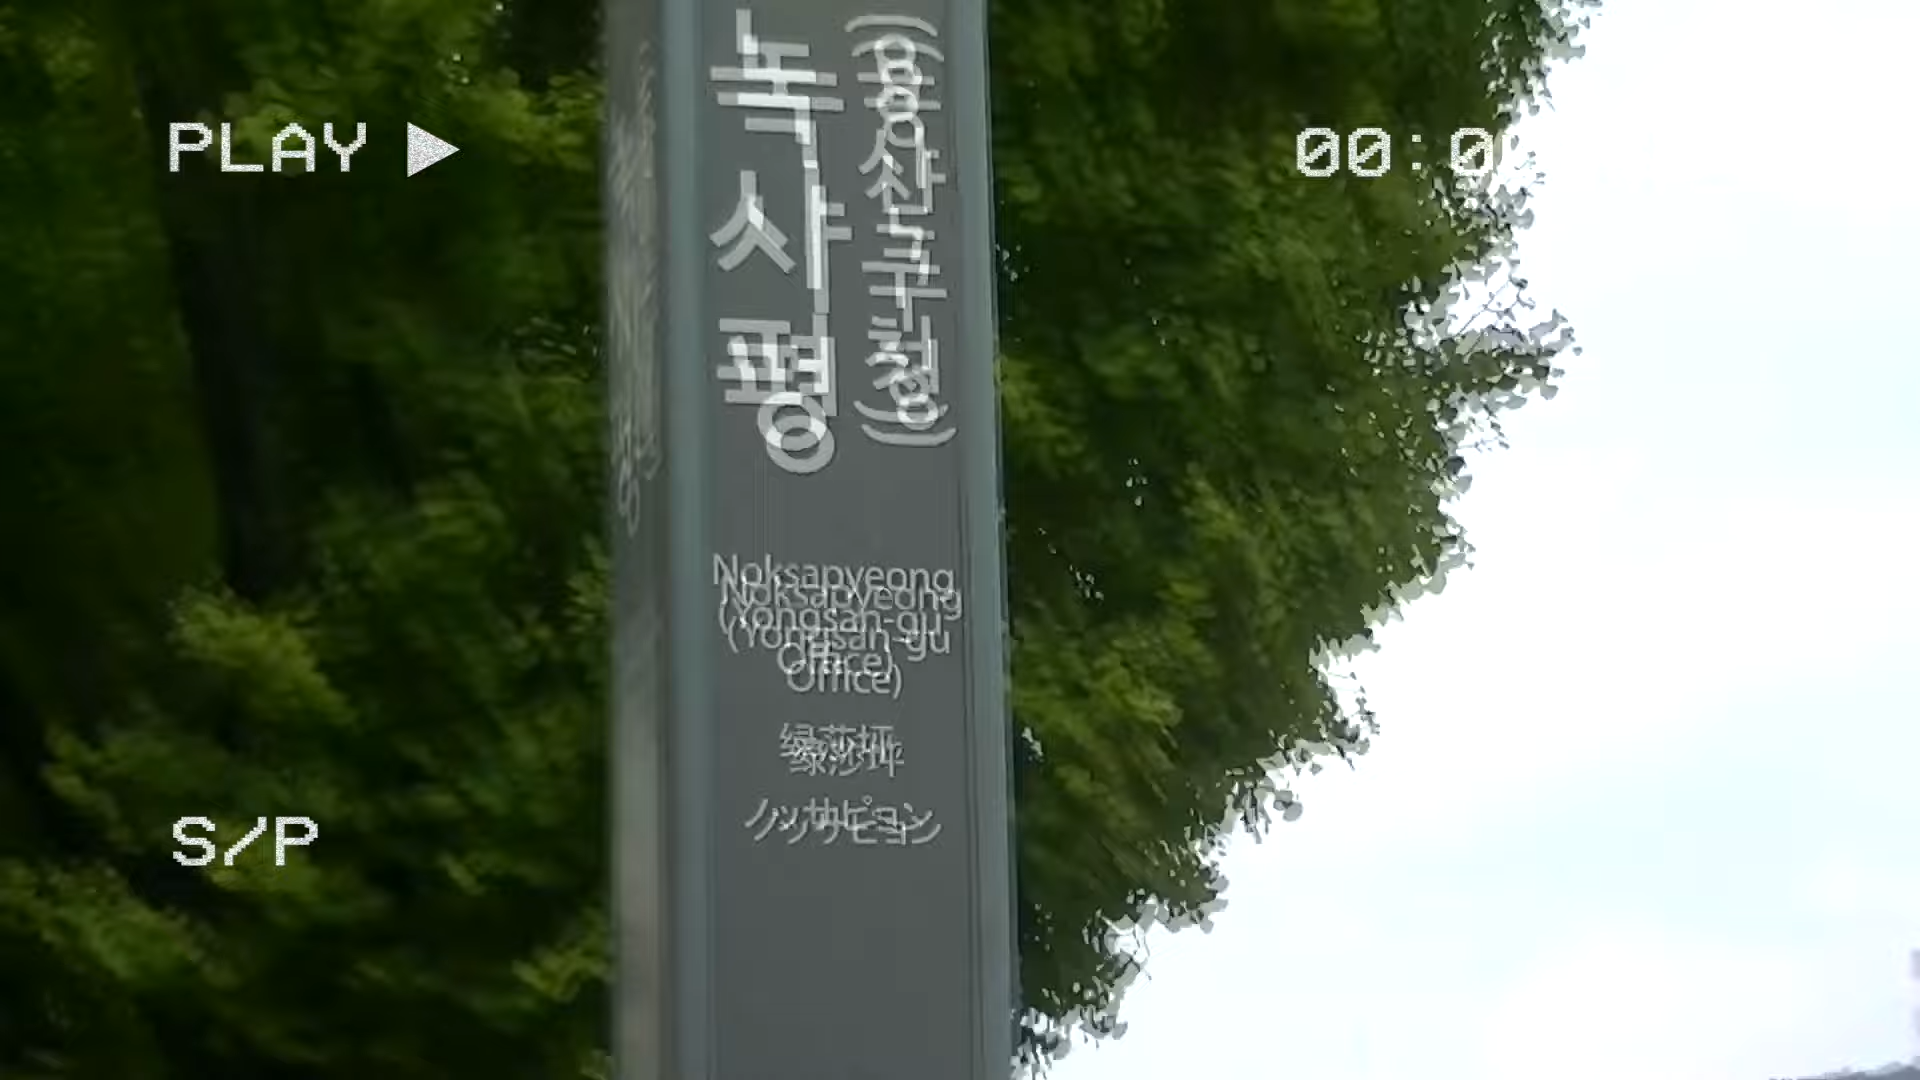 PLAY
00:0
녹사평
(용산구청)
Noksapyeong
(Yongsan-gu
Office)
绿莎坪
ノッサピョン
S/P